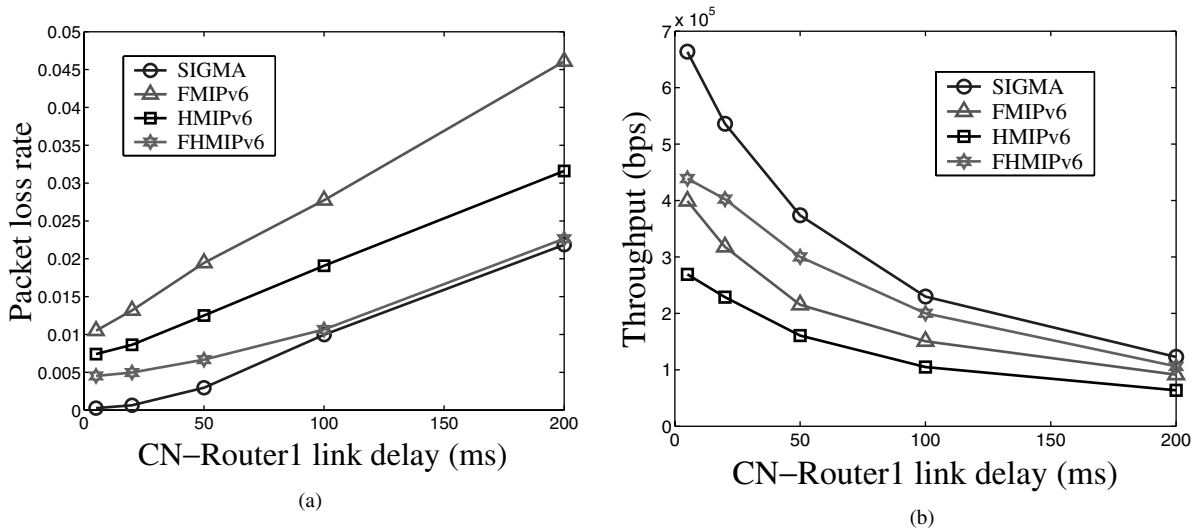 0.05
0.045
0.04
0.035
0.03
0.025
0.02
0.015
0.01
0.005
0
Packet loss rate
SIGMA
FMIPv6
HMIPv6
FHMIPv6
0 50 100 150 200
CN–Router1 link delay (ms)
(a)
7 × 10⁵
6
5
4
3
2
1
0
Throughput (bps)
SIGMA
FMIPv6
HMIPv6
FHMIPv6
0 50 100 150 200
CN–Router1 link delay (ms)
(b)